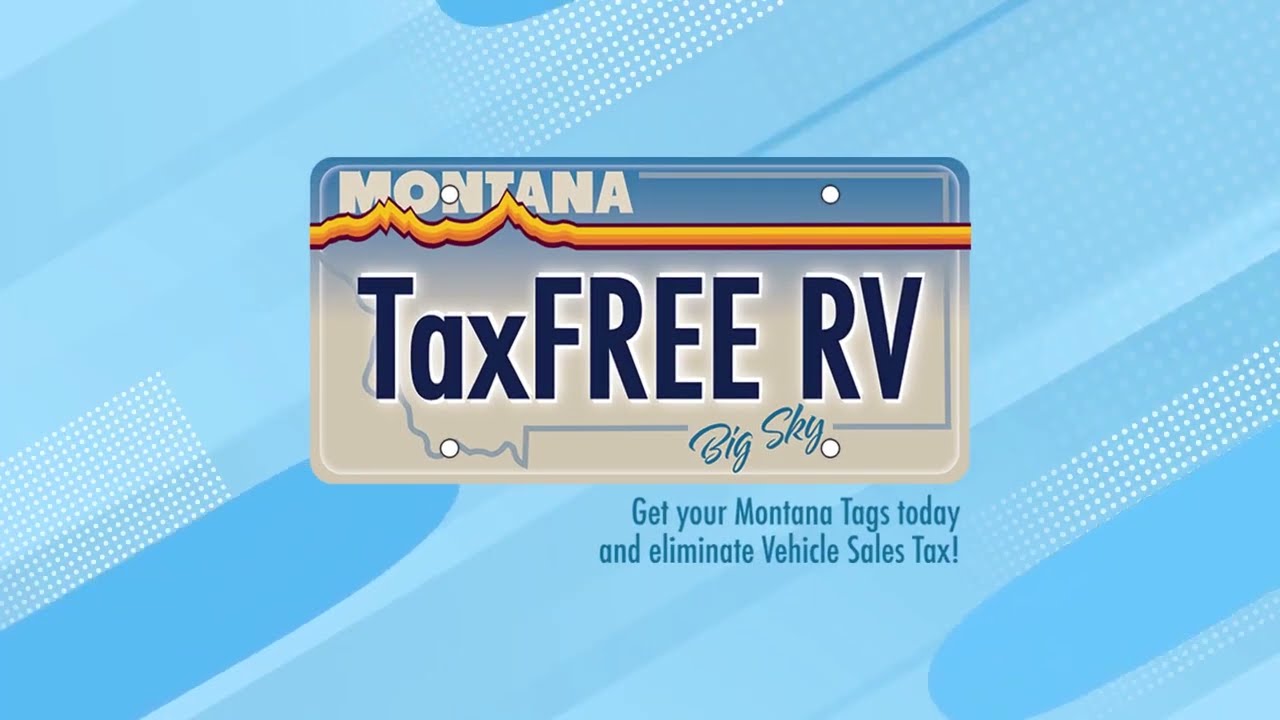 MONTANA
TaxFREE RV
Big Sky
Get your Montana Tags today
and eliminate Vehicle Sales Tax!